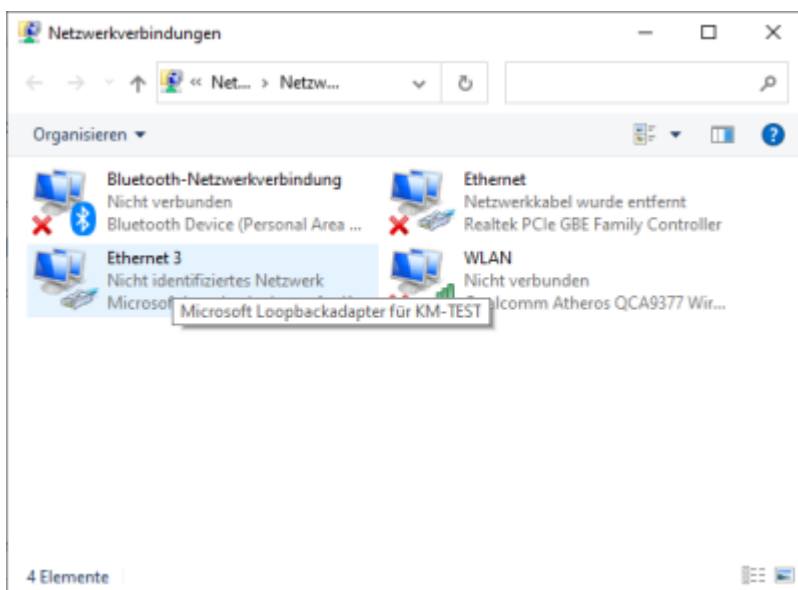 Netzwerkverbindungen
« Net... › Netzw...
Organisieren
Bluetooth-Netzwerkverbindung
Nicht verbunden
Bluetooth Device (Personal Area ...
Ethernet
Netzwerkkabel wurde entfernt
Realtek PCIe GBE Family Controller
Ethernet 3
Nicht identifiziertes Netzwerk
Microsoft Loopbackadapter für KM-TEST
WLAN
Nicht verbunden
Qualcomm Atheros QCA9377 Wir...
4 Elemente